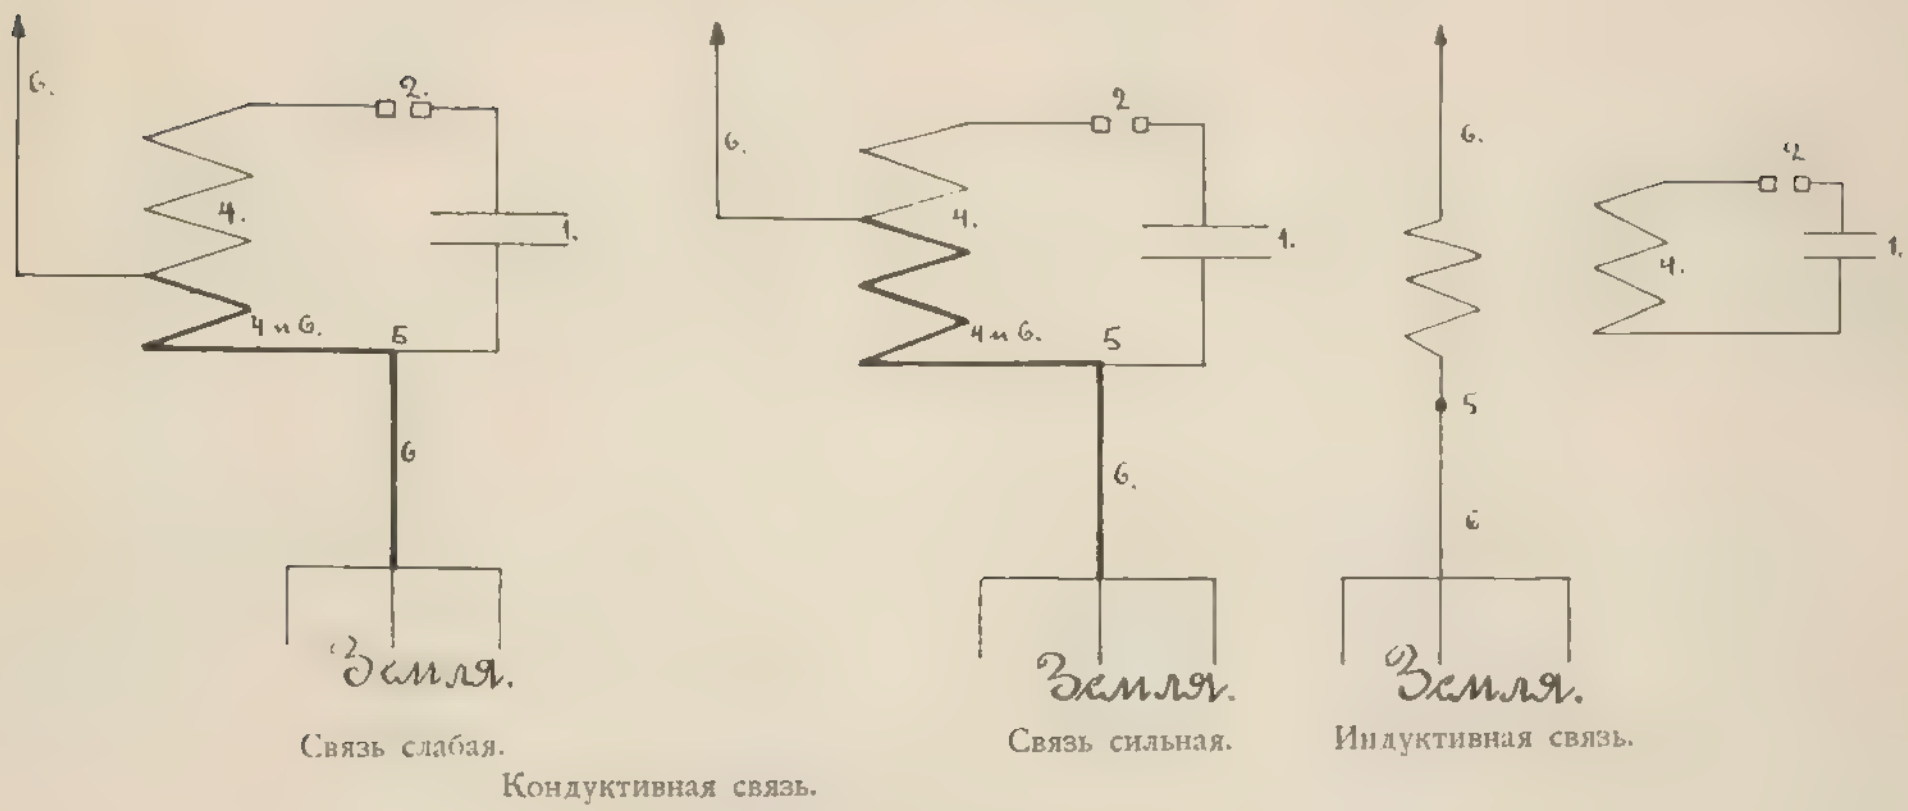 6.
2.
4.
1.
4 и 6.
5
6
Земля.
Связь слабая.
6.
2
4.
1.
4 и 6.
5
6.
Земля.
Связь сильная.
Кондуктивная связь.
6.
2
4.
1.
5
6
Земля.
Индуктивная связь.